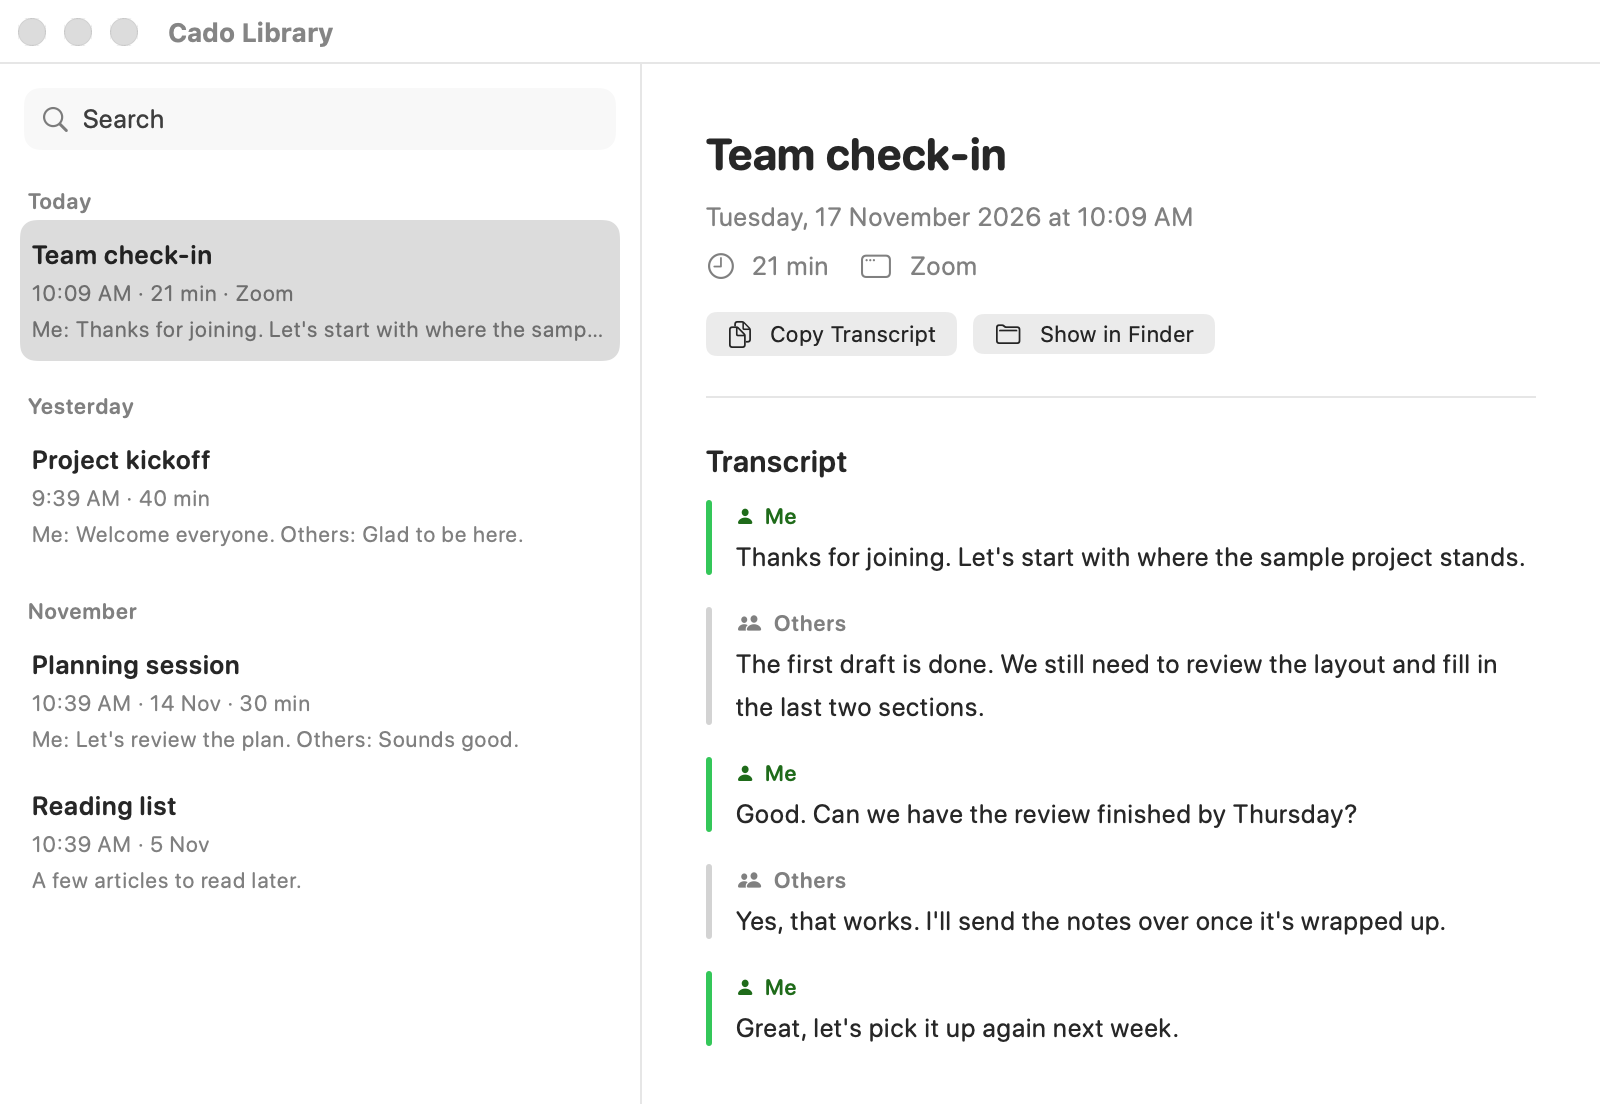 Cado Library
Search
Today
Team check-in
10:09 AM · 21 min · Zoom
Me: Thanks for joining. Let's start with where the samp...
Yesterday
Project kickoff
9:39 AM · 40 min
Me: Welcome everyone. Others: Glad to be here.
November
Planning session
10:39 AM · 14 Nov · 30 min
Me: Let's review the plan. Others: Sounds good.
Reading list
10:39 AM · 5 Nov
A few articles to read later.
Team check-in
Tuesday, 17 November 2026 at 10:09 AM
21 min Zoom
Copy Transcript Show in Finder
Transcript
Me
Thanks for joining. Let's start with where the sample project stands.
Others
The first draft is done. We still need to review the layout and fill in
the last two sections.
Me
Good. Can we have the review finished by Thursday?
Others
Yes, that works. I'll send the notes over once it's wrapped up.
Me
Great, let's pick it up again next week.